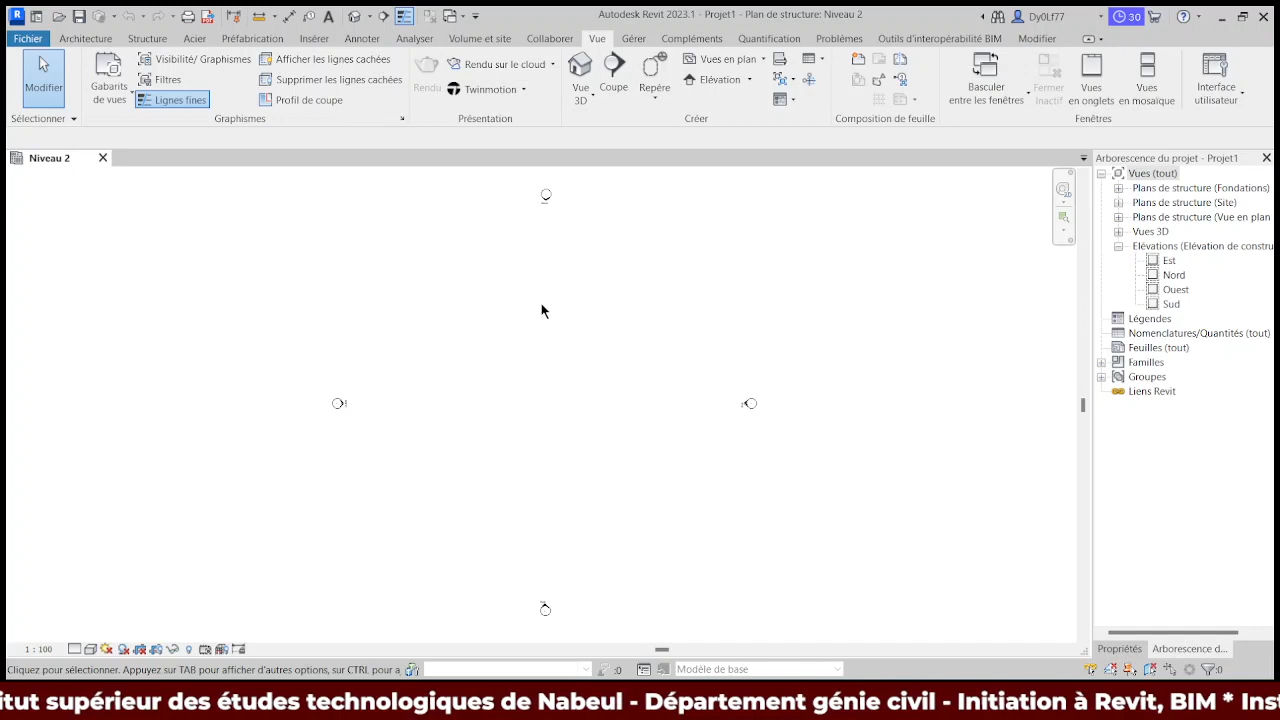 Autodesk Revit 2023.1 - Projet1 - Plan de structure: Niveau 2
Dy0Lf77
30
Fichier Architecture Structure Acier Préfabrication Insérer Annoter Analyser Volume et site Collaborer Vue Gérer Compléments Quantification Problèmes Outils d'interopérabilité BIM Modifier
Modifier
Gabarits de vues
Visibilité/ Graphismes
Filtres
Lignes fines
Afficher les lignes cachées
Supprimer les lignes cachées
Profil de coupe
Rendu
Rendu sur le cloud
Twinmotion
Vue 3D
Coupe
Repère
Vues en plan
Elévation
Basculer entre les fenêtres
Fermer Inactif
Vues en onglets
Vues en mosaïque
Interface utilisateur
Sélectionner
Graphismes
Présentation
Créer
Composition de feuille
Fenêtres
Niveau 2
Arborescence du projet - Projet1
Vues (tout)
Plans de structure (Fondations)
Plans de structure (Site)
Plans de structure (Vue en plan
Vues 3D
Elévations (Elévation de constru
Est
Nord
Ouest
Sud
Légendes
Nomenclatures/Quantités (tout)
Feuilles (tout)
Familles
Groupes
Liens Revit
1 : 100
Propriétés
Arborescence d...
Cliquez pour sélectionner. Appuyez sur TAB pour afficher d'autres options, sur CTRL pour a
:0
Modèle de base
:0
itut supérieur des études technologiques de Nabeul - Département génie civil - Initiation à Revit, BIM * Ins